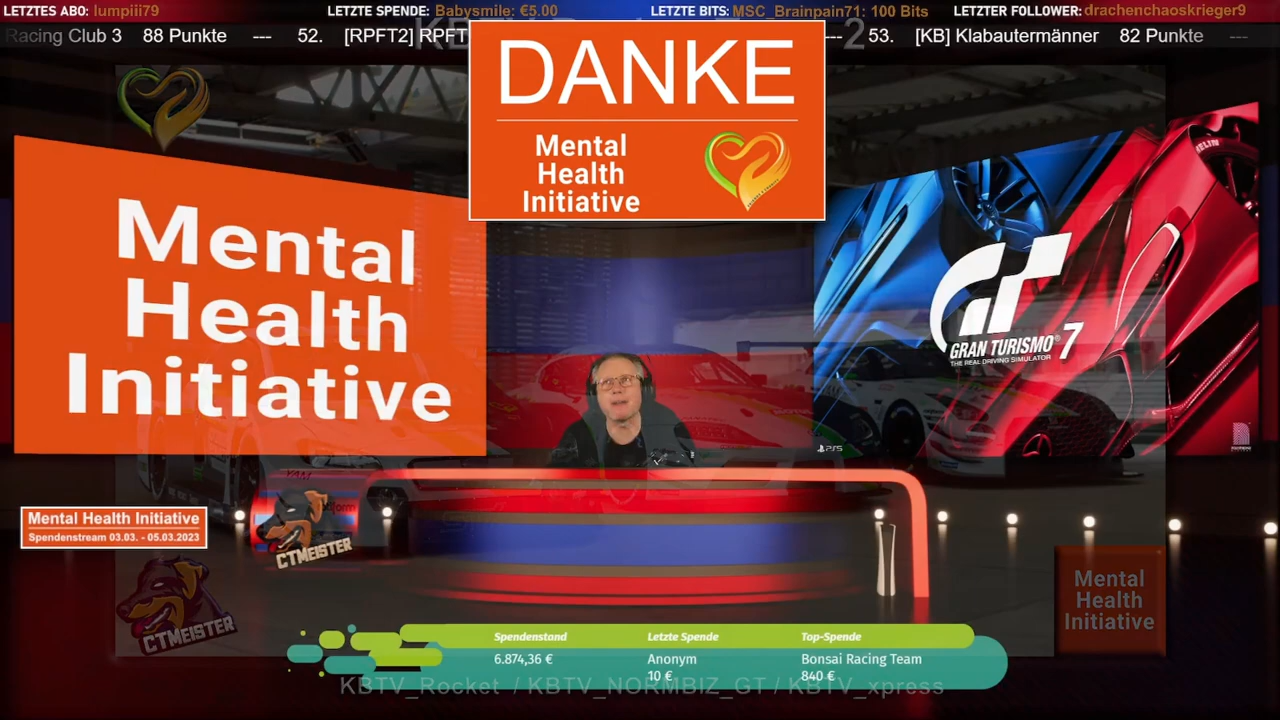 LETZTES ABO: lumpiii79
LETZTE SPENDE: Babysmile: €5.00
LETZTE BITS: MSC_Brainpain71: 100 Bits
LETZTER FOLLOWER: drachenchaoskrieger9
Racing Club 3 88 Punkte --- 52. [RPFT2] RPFT
--- 53. [KB] Klabautermänner 82 Punkte ---
DANKE
Mental
Health
Initiative
Mental
Health
Initiative
GT
GRAN TURISMO 7
THE REAL DRIVING SIMULATOR
PS5
Mental Health Initiative
Spendenstream 03.03. - 05.03.2023
CTMEISTER
CTMEISTER
Mental
Health
Initiative
Spendenstand Letzte Spende Top-Spende
6.874,36 € Anonym Bonsai Racing Team
10 € 840 €
KBTV_Rocket / KBTV_NORMBIZ_GT / KBTV_xpress